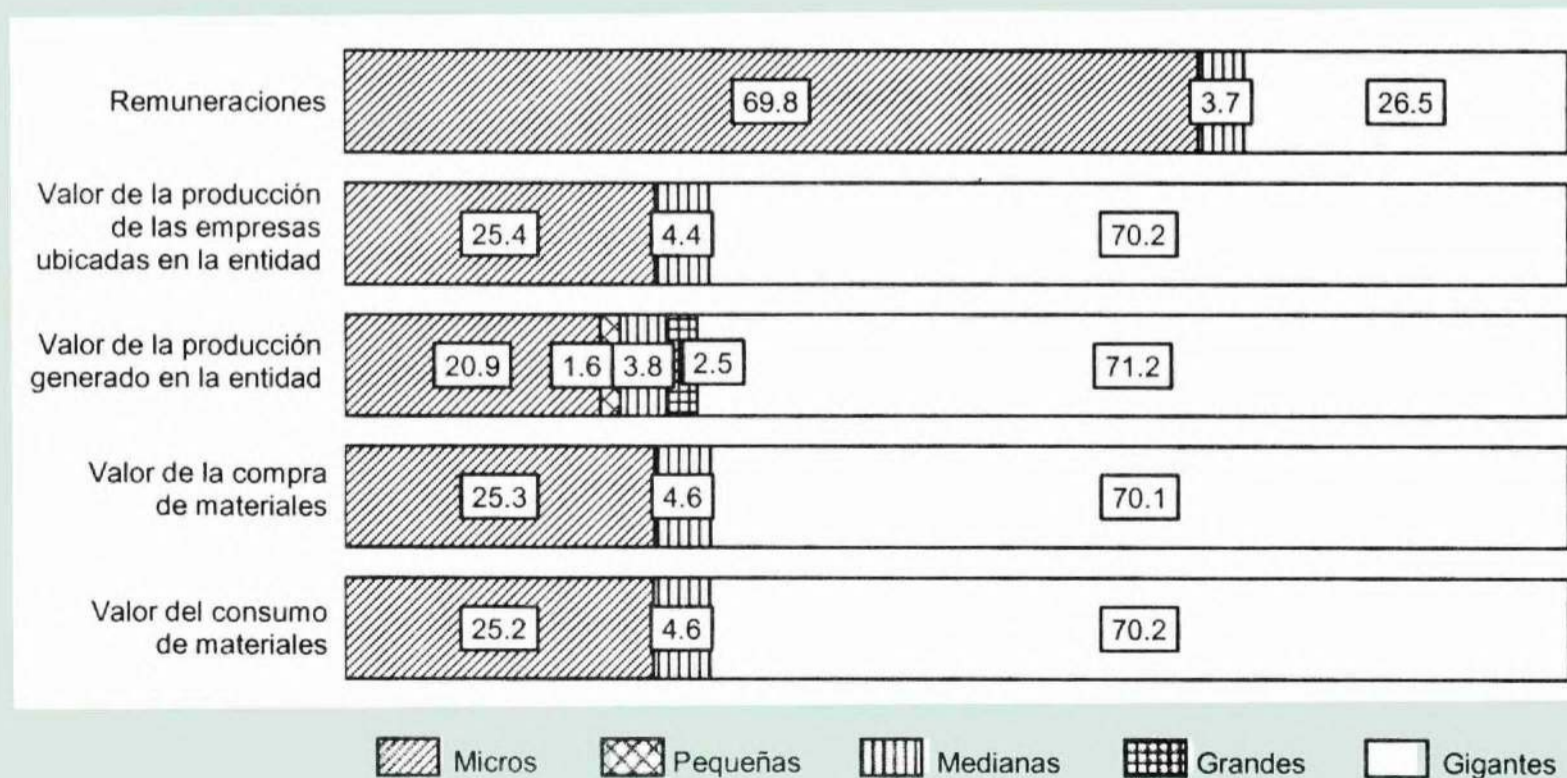 Remuneraciones
69.8
3.7
26.5
Valor de la producción
de las empresas
ubicadas en la entidad
25.4
4.4
70.2
Valor de la producción
generado en la entidad
20.9
1.6
3.8
2.5
71.2
Valor de la compra
de materiales
25.3
4.6
70.1
Valor del consumo
de materiales
25.2
4.6
70.2
Micros
Pequeñas
Medianas
Grandes
Gigantes